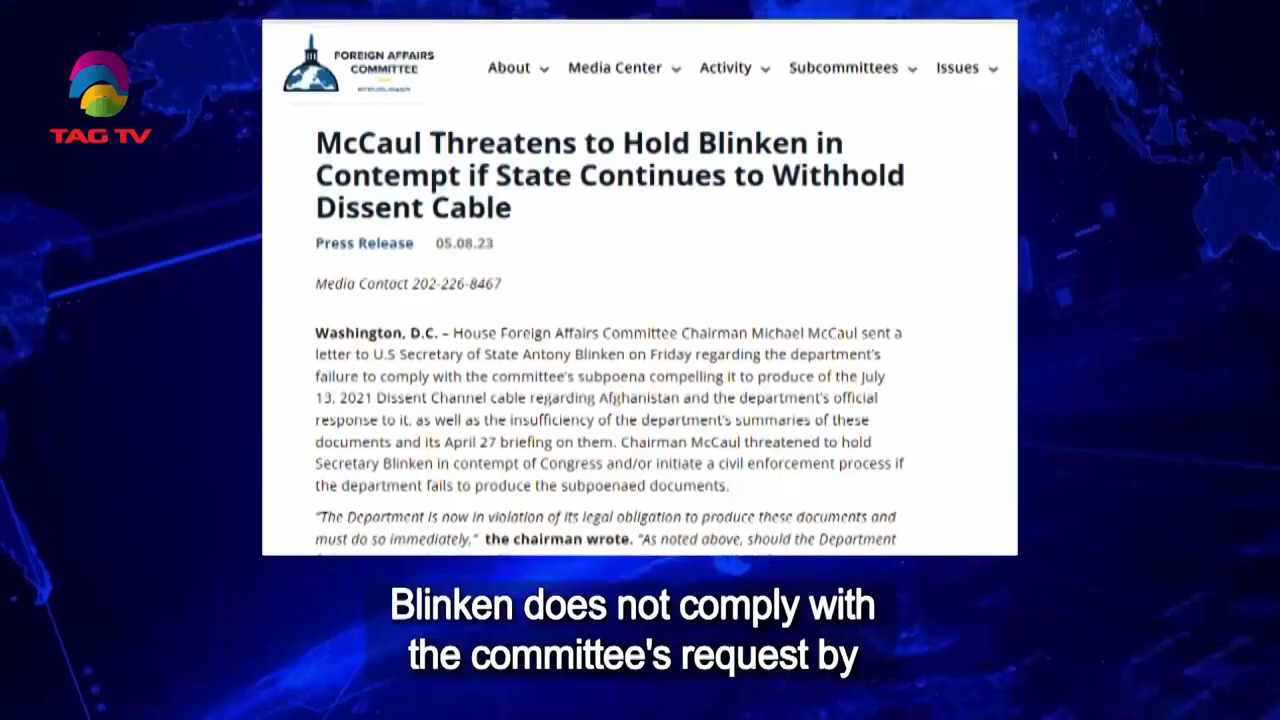 TAG TV
FOREIGN AFFAIRS
COMMITTEE
REPUBLICANS
About
Media Center
Activity
Subcommittees
Issues
McCaul Threatens to Hold Blinken in
Contempt if State Continues to Withhold
Dissent Cable
Press Release 05.08.23
Media Contact 202-226-8467
Washington, D.C. – House Foreign Affairs Committee Chairman Michael McCaul sent a
letter to U.S Secretary of State Antony Blinken on Friday regarding the department's
failure to comply with the committee's subpoena compelling it to produce of the July
13, 2021 Dissent Channel cable regarding Afghanistan and the department's official
response to it, as well as the insufficiency of the department's summaries of these
documents and its April 27 briefing on them. Chairman McCaul threatened to hold
Secretary Blinken in contempt of Congress and/or initiate a civil enforcement process if
the department fails to produce the subpoenaed documents.
"The Department is now in violation of its legal obligation to produce these documents and
must do so immediately," the chairman wrote. "As noted above, should the Department
Blinken does not comply with
the committee's request by